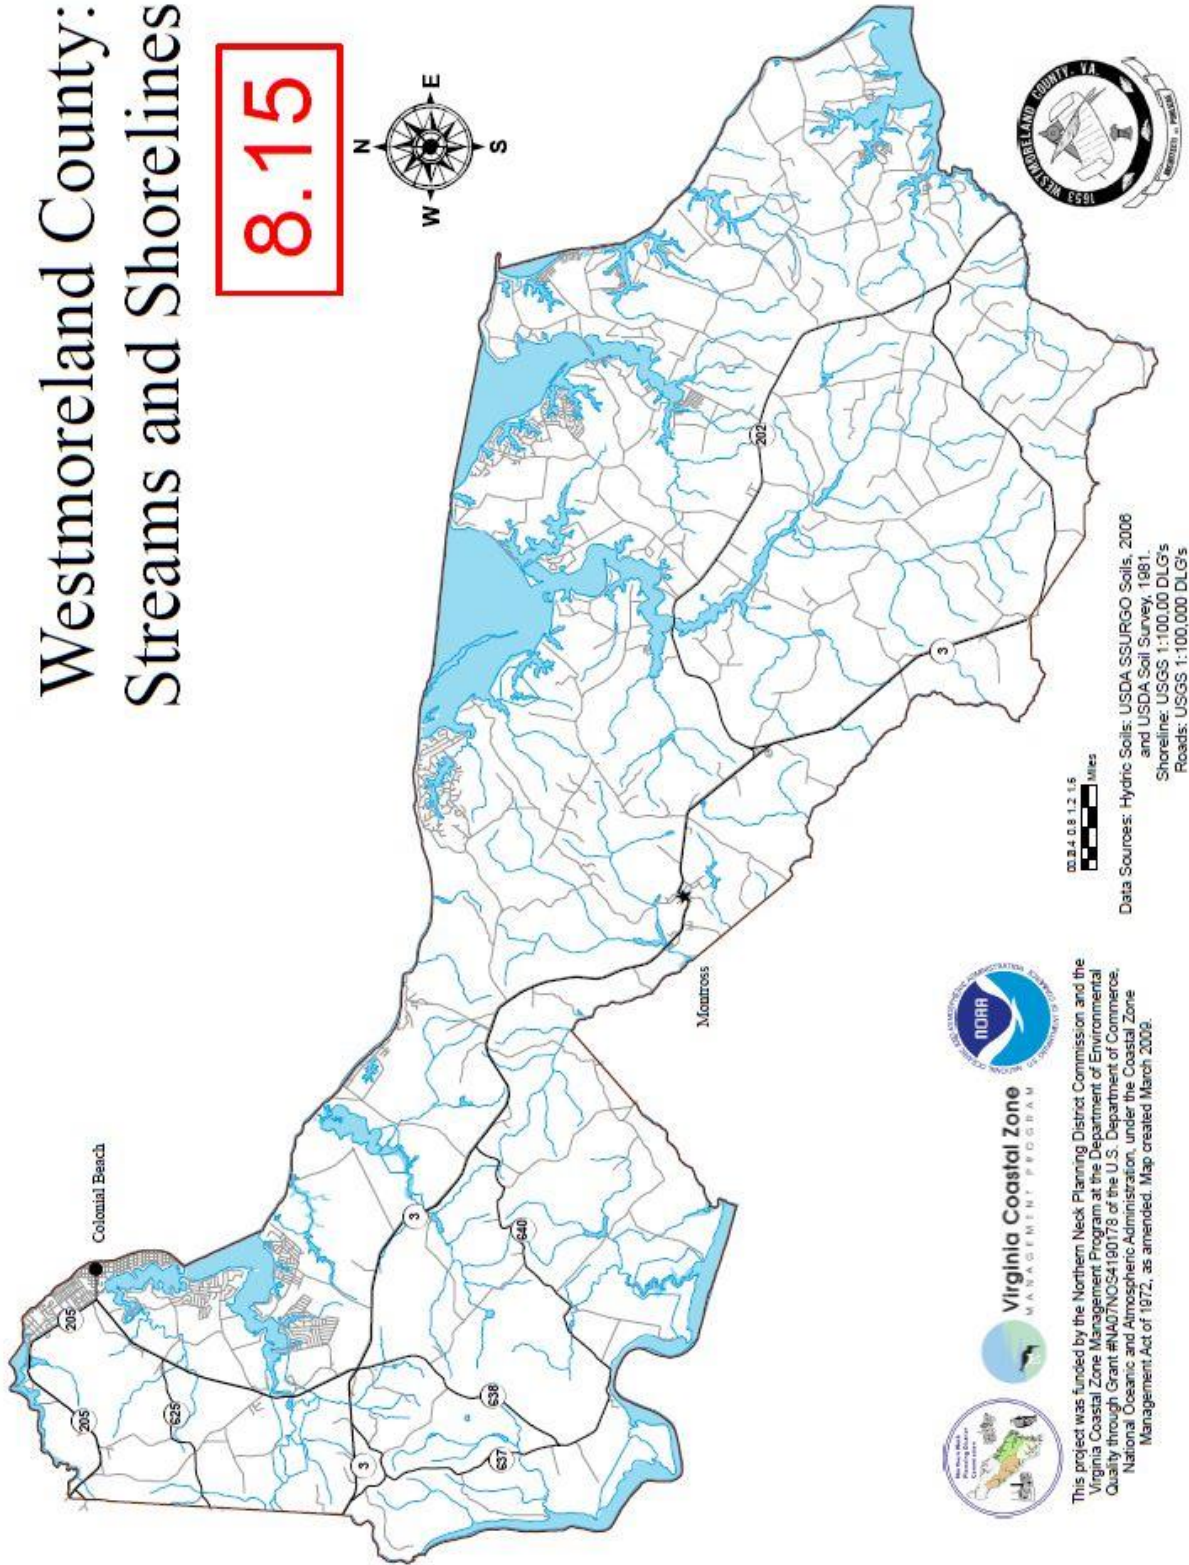 Westmoreland County:
Streams and Shorelines
8.15
N
W
E
S
Colonial Beach
205
205
625
3
3
637
638
640
Montross
3
202
1653 WESTMORELAND COUNTY, VA.
00.2.4 0.8 1.2 1.6
Miles
Data Sources: Hydric Soils: USDA SSURGO Soils, 2006
and USDA Soil Survey, 1981.
Shoreline: USGS 1:100,00 DLG's
Roads: USGS 1:100,000 DLG's
NOAA
Virginia Coastal Zone
MANAGEMENT PROGRAM
This project was funded by the Northern Neck Planning District Commission and the
Virginia Coastal Zone Management Program at the Department of Environmental
Quality through Grant #NA07NOS4190178 of the U.S. Department of Commerce,
National Oceanic and Atmospheric Administration, under the Coastal Zone
Management Act of 1972, as amended. Map created March 2009.